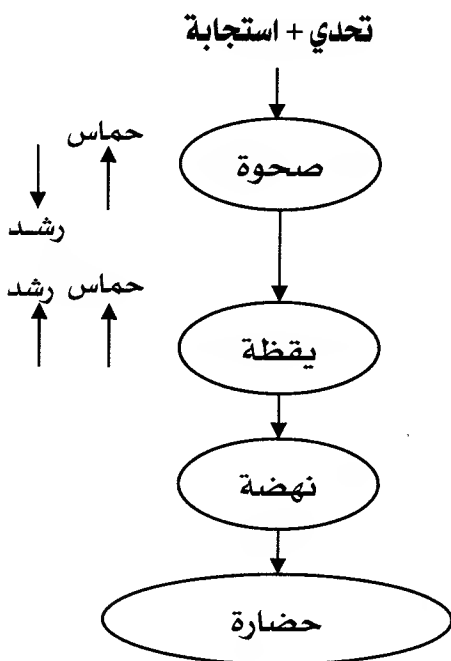 تحدي + استجابة
حماس
صحوة
رشد
حماس رشد
يقظة
نهضة
حضارة